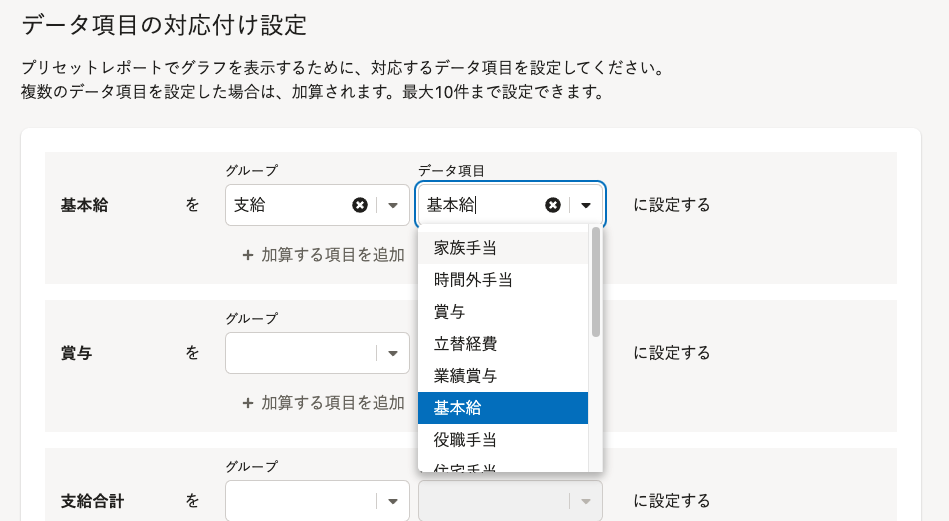 データ項目の対応付け設定
プリセットレポートでグラフを表示するために、対応するデータ項目を設定してください。
複数のデータ項目を設定した場合は、加算されます。最大10件まで設定できます。
グループ
データ項目
基本給
を
支給
基本給
に設定する
+ 加算する項目を追加
家族手当
時間外手当
賞与
立替経費
業績賞与
基本給
役職手当
住宅手当
グループ
賞与
を
に設定する
+ 加算する項目を追加
グループ
支給合計
を
に設定する